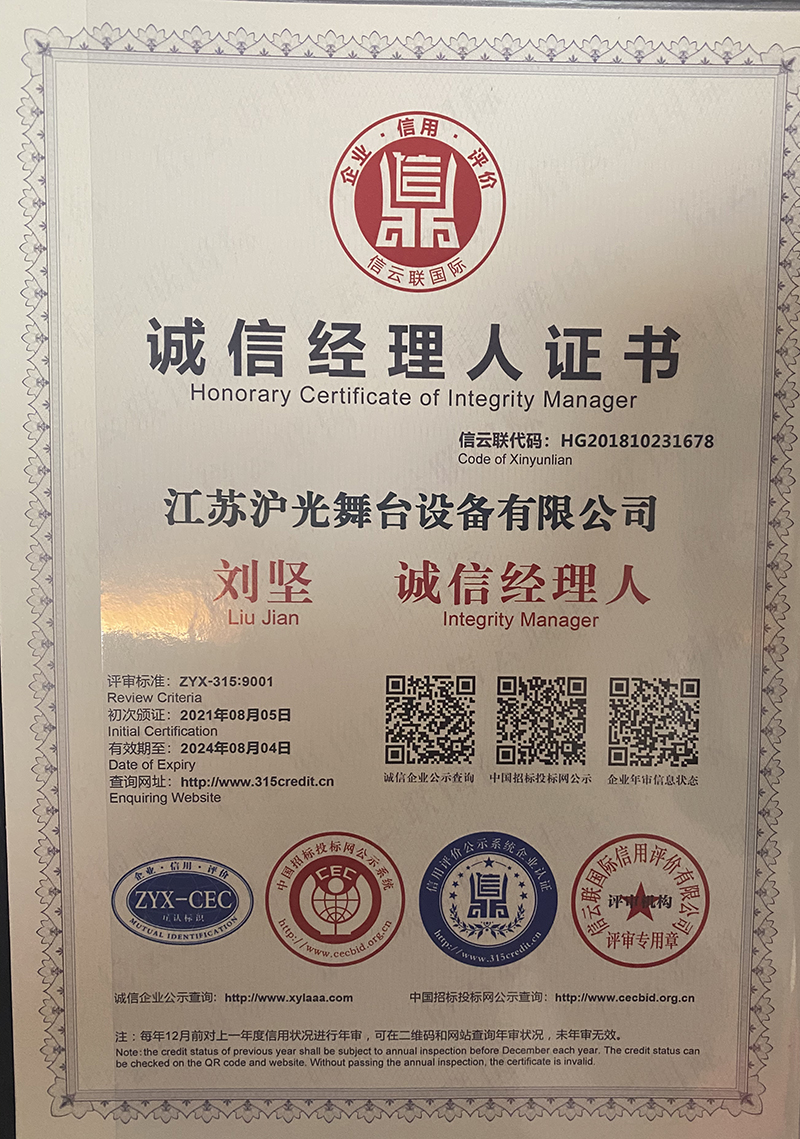 企业·信用·评价
信
信云联国际
诚信经理人证书
Honorary Certificate of Integrity Manager
信云联代码：HG201810231678
Code of Xinyunlian
江苏沪光舞台设备有限公司
刘坚 诚信经理人
Liu Jian Integrity Manager
评审标准：ZYX-315:9001
Review Criteria
初次颁证：2021年08月05日
Initial Certification
有效期至：2024年08月04日
Date of Expiry
查询网址：http://www.315credit.cn
Enquiring Website
诚信企业公示查询 中国招标投标网公示 企业年审信息状态
企业·信用·评价
ZYX-CEC
互认标识
MUTUAL IDENTIFICATION
中国招标投标网公示系统
CEC
http://www.cecbid.org.cn
信用评价公示系统企业认证
信
http://www.315credit.cn
信云联国际信用评价有限公司
评审机构
评审专用章
诚信企业公示查询：http://www.xylaaa.com 中国招标投标网公示查询：http://www.cecbid.org.cn
注：每年12月前对上一年度信用状况进行年审，可在二维码和网站查询年审状况，未年审无效。
Note:the credit status of previous year shall be subject to annual inspection before December each year. The credit status can
be checked on the QR code and website. Without passing the annual inspection, the certificate is invalid.